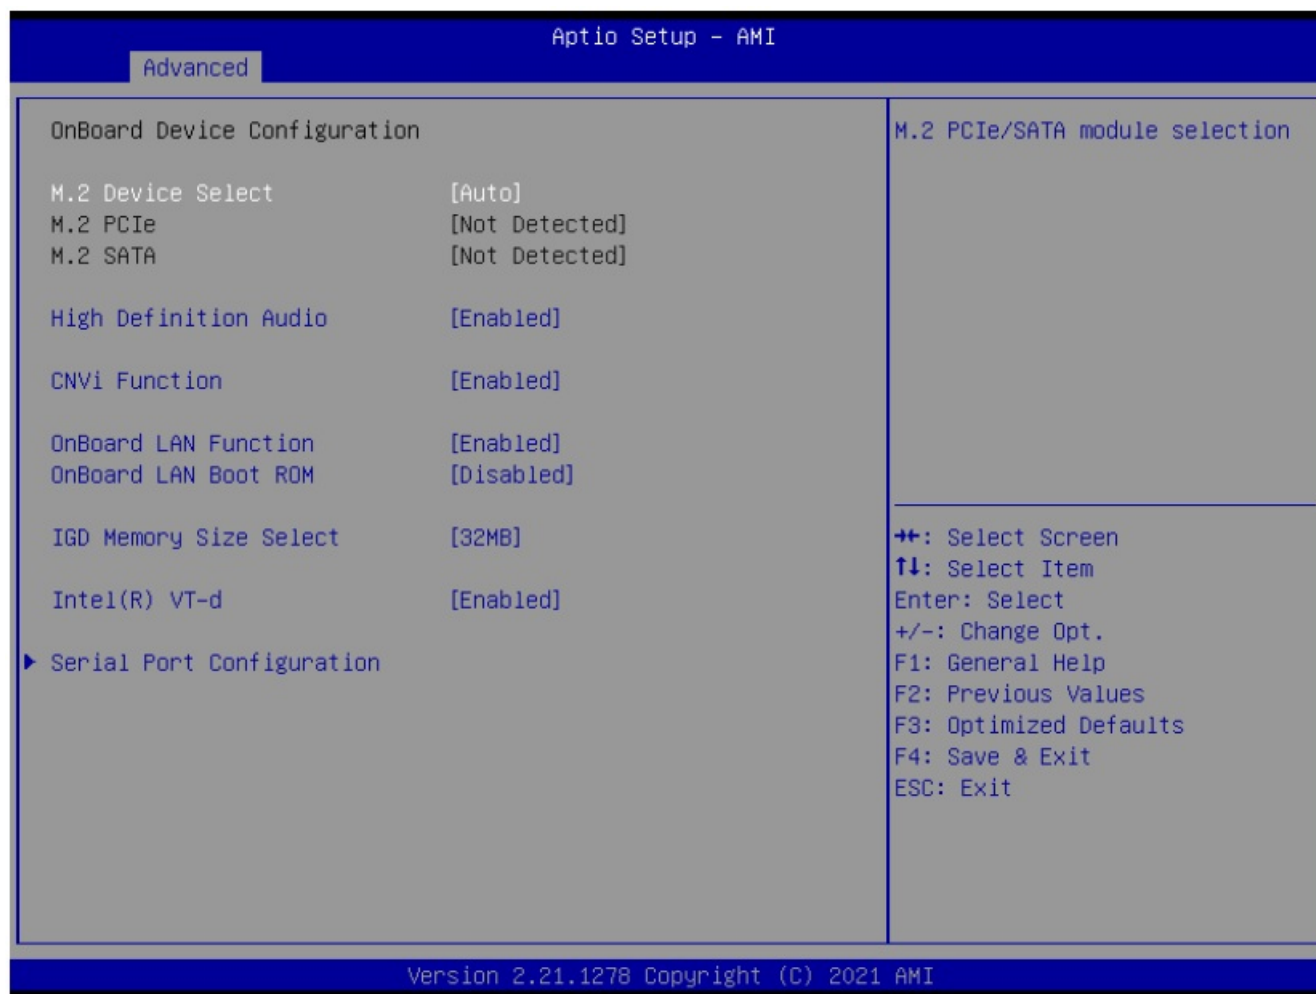 Aptio Setup – AMI
Advanced
OnBoard Device Configuration
M.2 Device Select [Auto]
M.2 PCIe [Not Detected]
M.2 SATA [Not Detected]
High Definition Audio [Enabled]
CNVi Function [Enabled]
OnBoard LAN Function [Enabled]
OnBoard LAN Boot ROM [Disabled]
IGD Memory Size Select [32MB]
Intel(R) VT-d [Enabled]
Serial Port Configuration
M.2 PCIe/SATA module selection
→←: Select Screen
↑↓: Select Item
Enter: Select
+/-: Change Opt.
F1: General Help
F2: Previous Values
F3: Optimized Defaults
F4: Save & Exit
ESC: Exit
Version 2.21.1278 Copyright (C) 2021 AMI